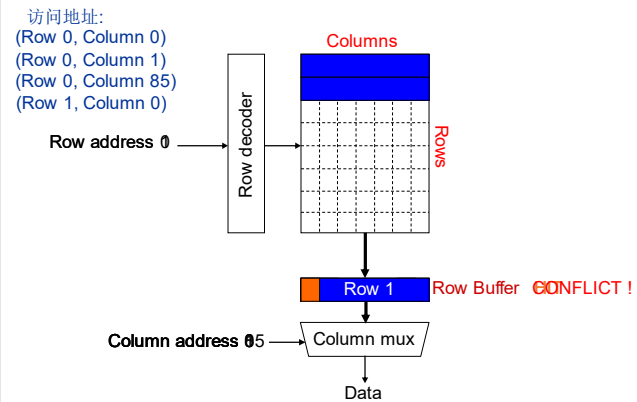 访问地址:
(Row 0, Column 0)
(Row 0, Column 1)
(Row 0, Column 85)
(Row 1, Column 0)
Columns
Rows
Row decoder
Row address
Row 1
Row Buffer
CONFLICT !
Column address
Column mux
Data